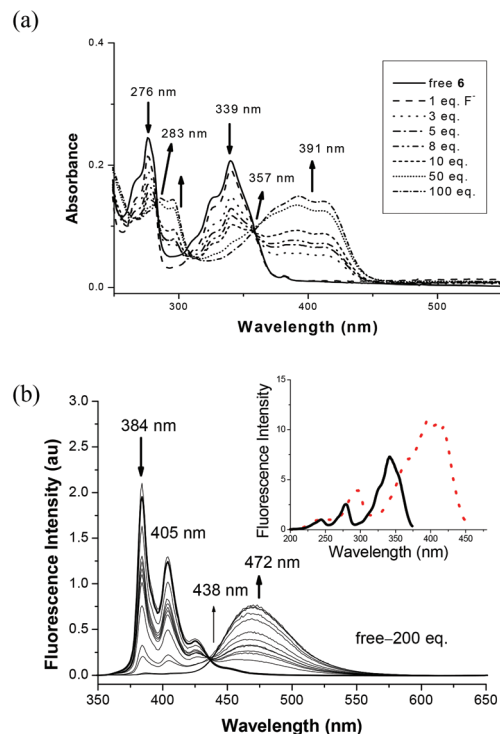 (a)
0.4
0.2
0.0
Absorbance
276 nm
339 nm
283 nm
357 nm
391 nm
free 6
1 eq. F⁻
3 eq.
5 eq.
8 eq.
10 eq.
50 eq.
100 eq.
300 400 500
Wavelength (nm)
(b)
3.0
2.5
2.0
1.5
1.0
0.5
0.0
Fluorescence Intensity (au)
384 nm
405 nm
438 nm
472 nm
free–200 eq.
15
10
5
0
Fluorescence Intensity
200 250 300 350 400 450
Wavelength (nm)
350 400 450 500 550 600 650
Wavelength (nm)